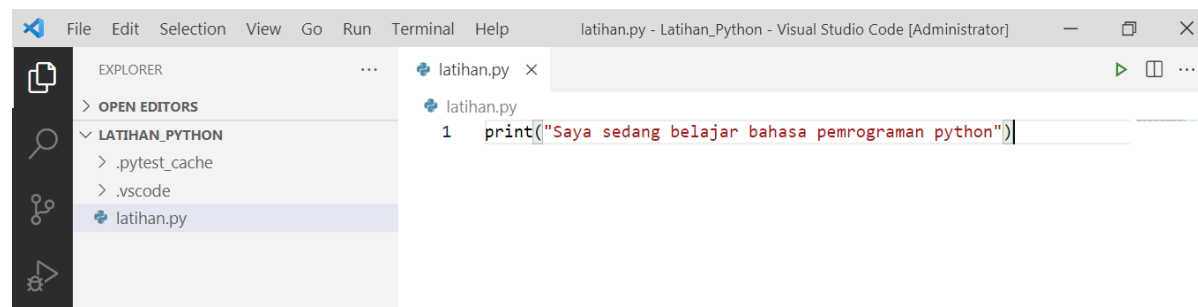 File Edit Selection View Go Run Terminal Help latihan.py - Latihan_Python - Visual Studio Code [Administrator]
EXPLORER ... latihan.py
OPEN EDITORS
latihan.py
LATIHAN_PYTHON
1 print("Saya sedang belajar bahasa pemrograman python")
.pytest_cache
.vscode
latihan.py